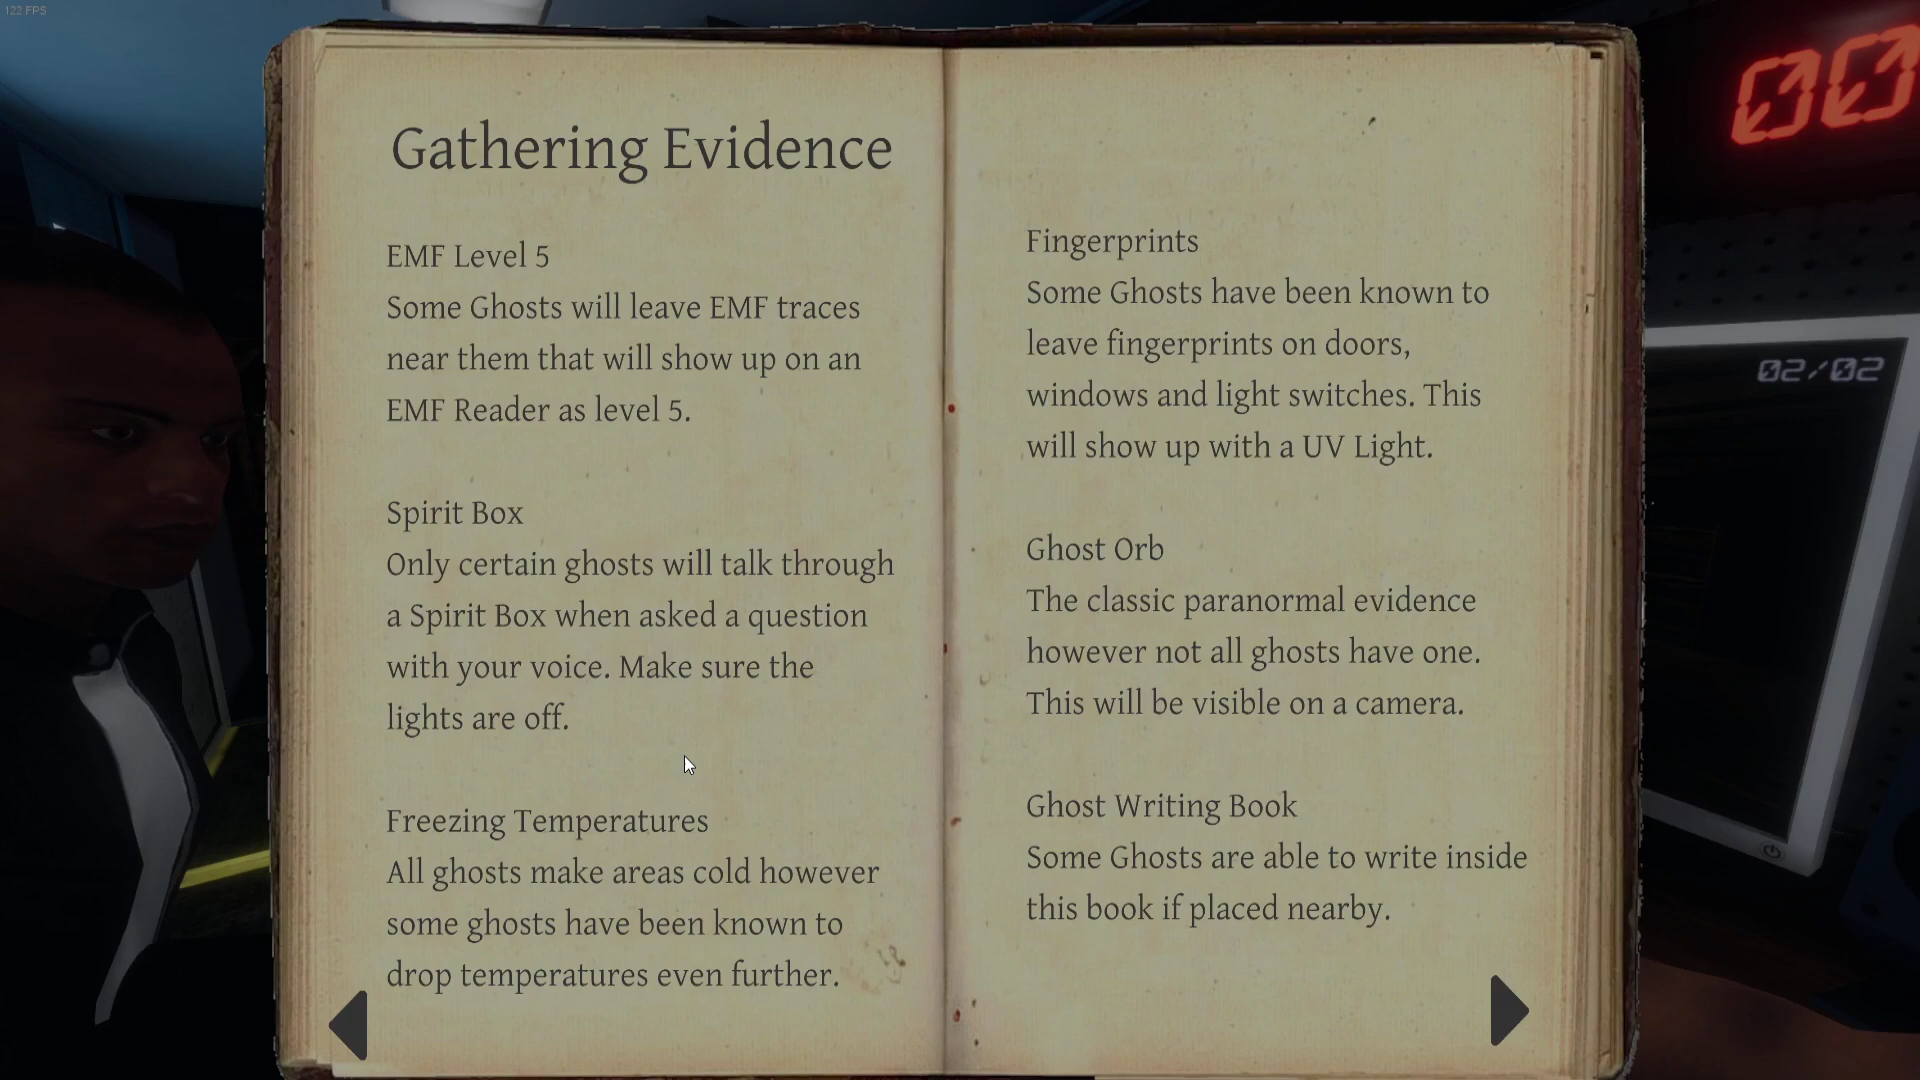 122 FPS
Gathering Evidence
EMF Level 5
Some Ghosts will leave EMF traces
near them that will show up on an
EMF Reader as level 5.
Spirit Box
Only certain ghosts will talk through
a Spirit Box when asked a question
with your voice. Make sure the
lights are off.
Freezing Temperatures
All ghosts make areas cold however
some ghosts have been known to
drop temperatures even further.
Fingerprints
Some Ghosts have been known to
leave fingerprints on doors,
windows and light switches. This
will show up with a UV Light.
Ghost Orb
The classic paranormal evidence
however not all ghosts have one.
This will be visible on a camera.
Ghost Writing Book
Some Ghosts are able to write inside
this book if placed nearby.
00
02/02